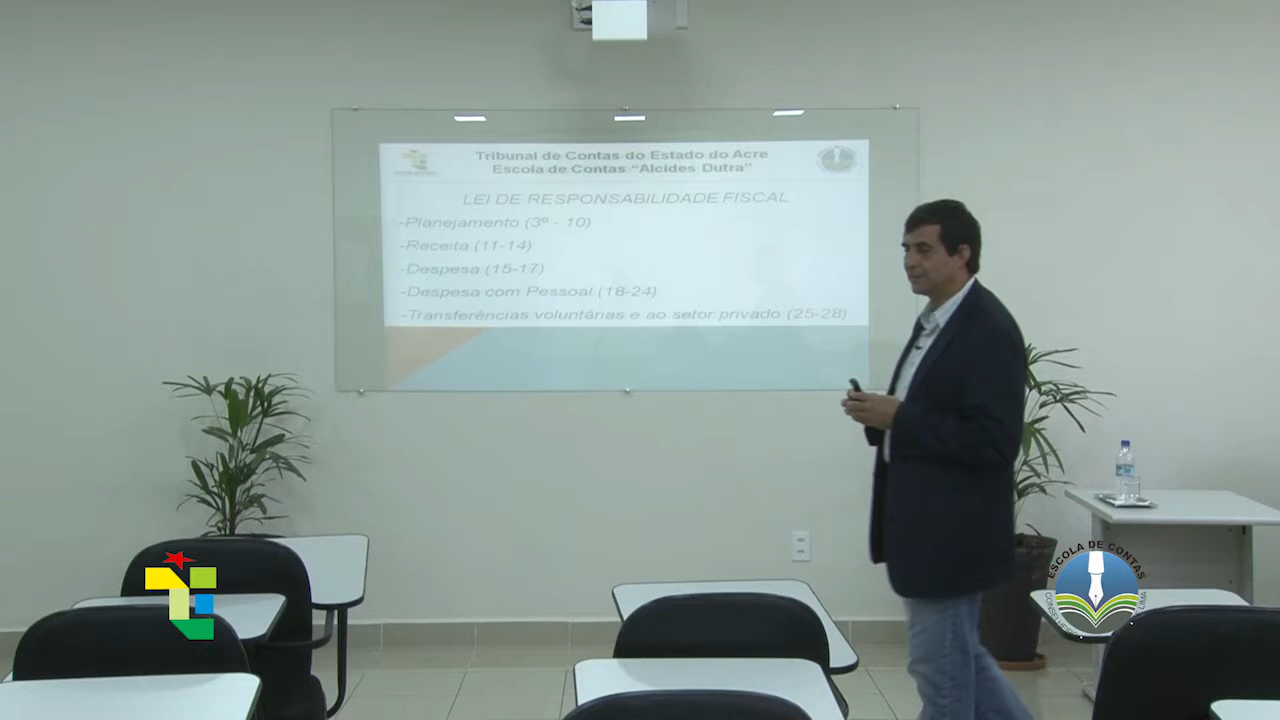 Tribunal de Contas do Estado do Acre
Escola de Contas “Alcides Dutra”
LEI DE RESPONSABILIDADE FISCAL
-Planejamento (3º - 10)
-Receita (11-14)
-Despesa (15-17)
-Despesa com Pessoal (18-24)
-Transferências voluntárias e ao setor privado (25-28)
ESCOLA DE CONTAS